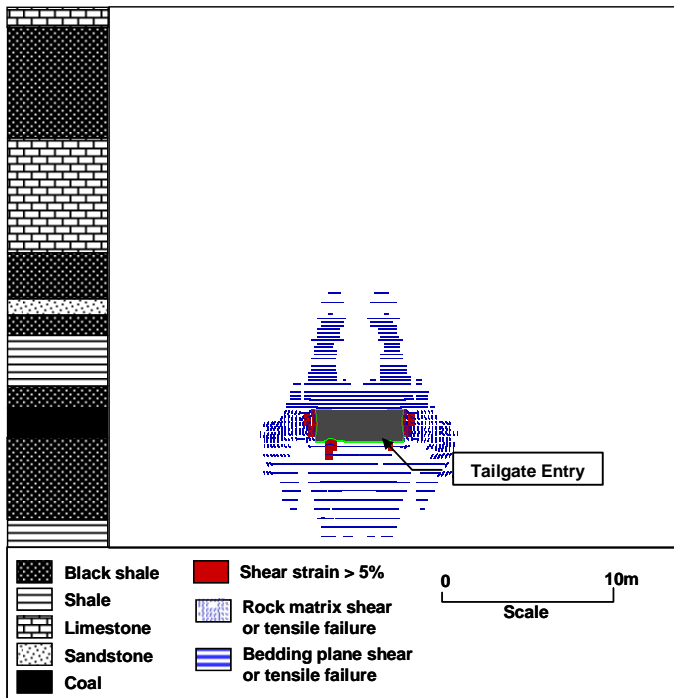 Tailgate Entry
Black shale
Shale
Limestone
Sandstone
Coal
Shear strain > 5%
Rock matrix shear
or tensile failure
Bedding plane shear
or tensile failure
0 10m
Scale